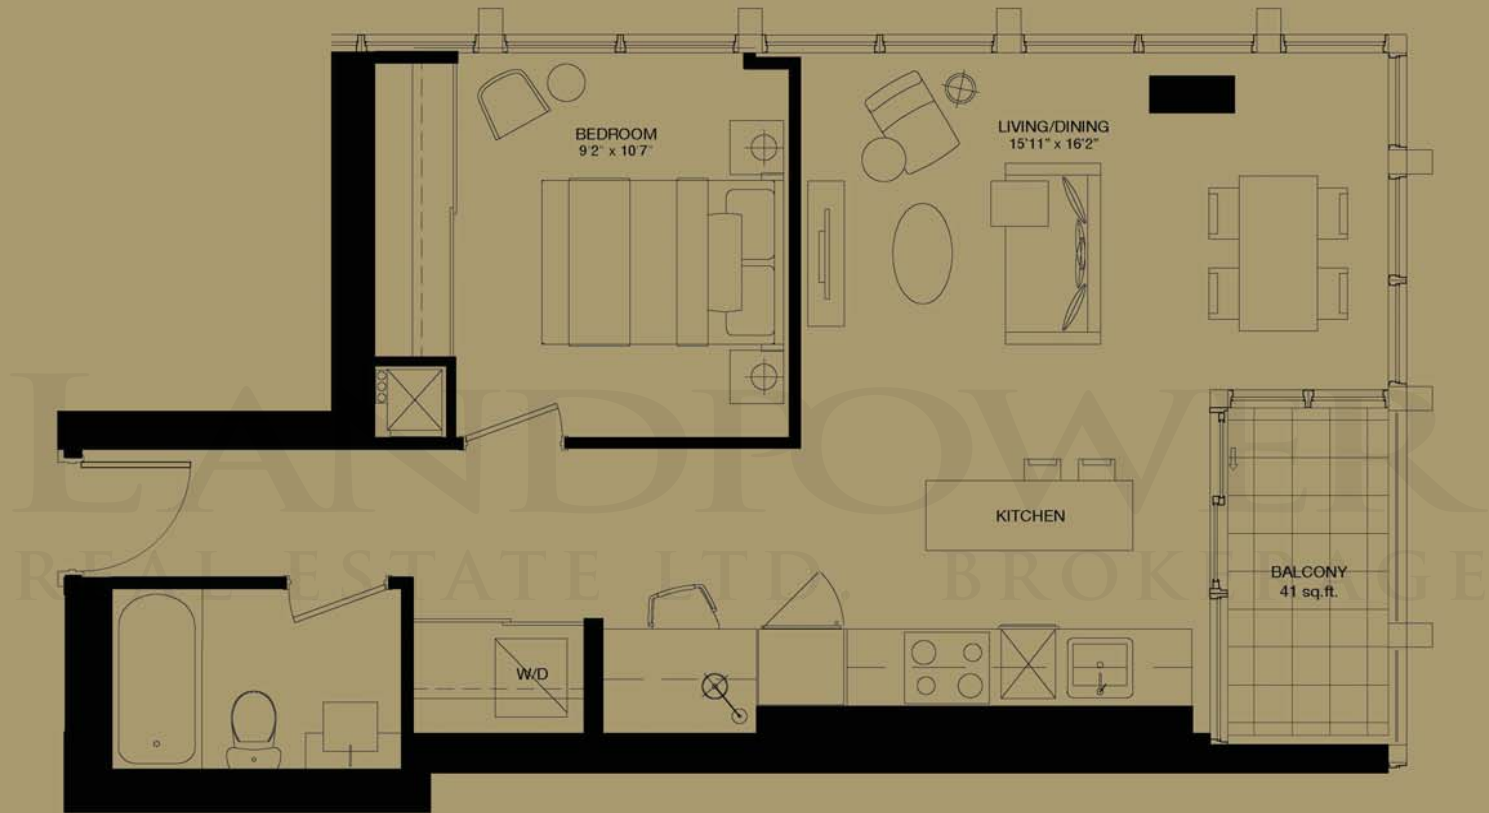 BEDROOM
9'2" x 10'7"
LIVING/DINING
15'11" x 16'2"
LANDPOWER
KITCHEN
REAL ESTATE LTD. BROKERAGE
BALCONY
41 sq.ft.
W/D